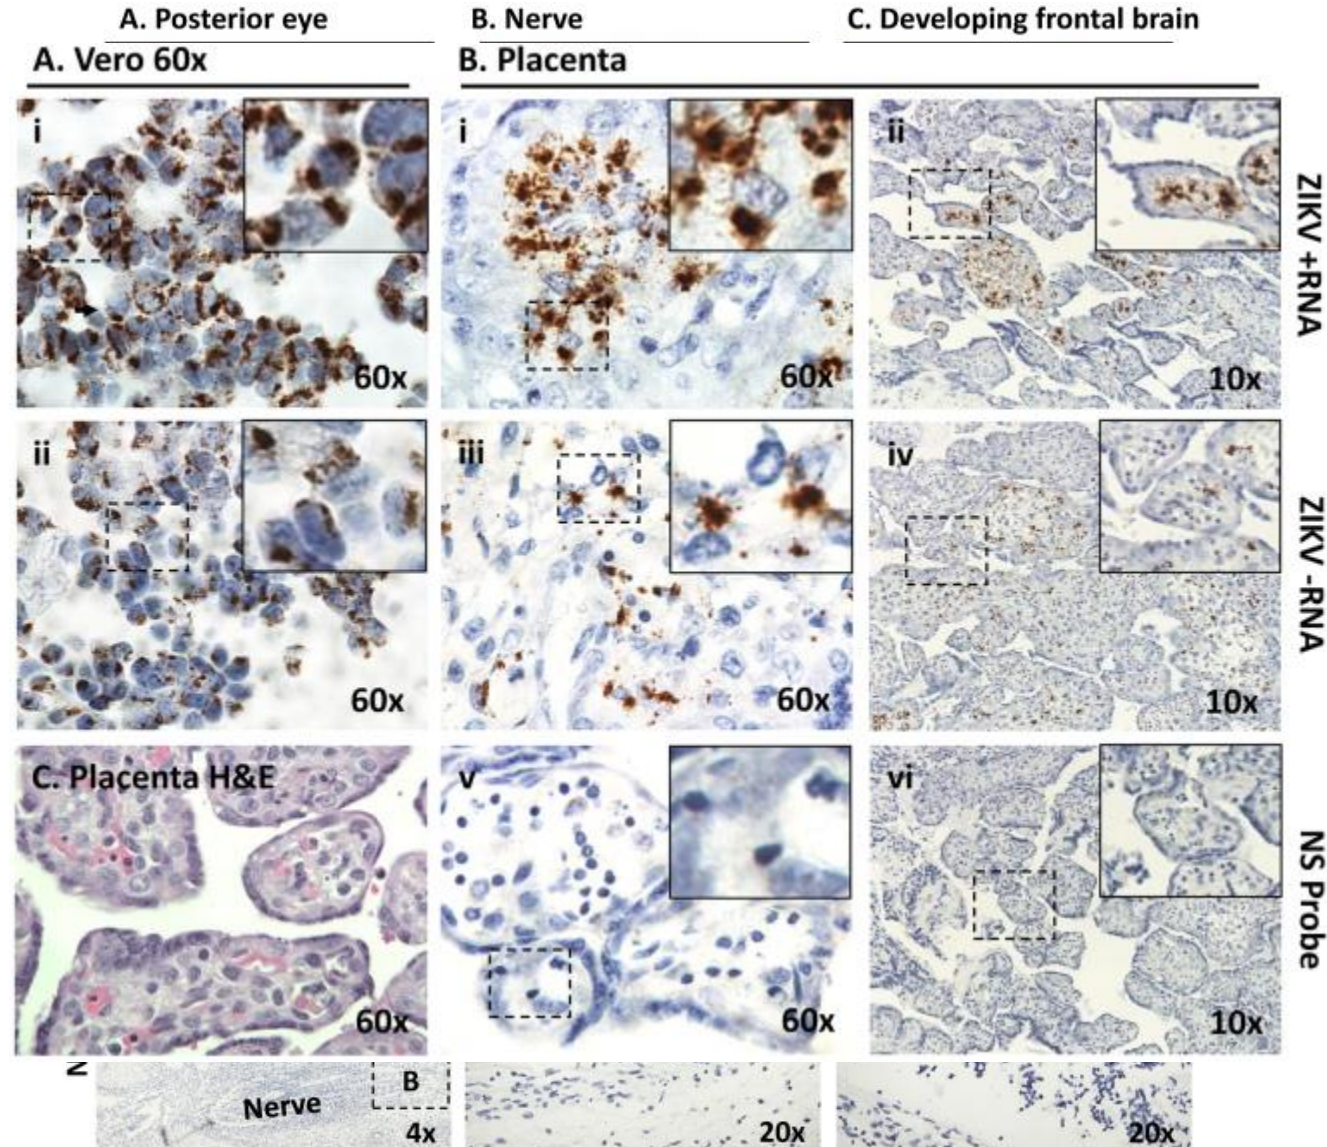 A. Posterior eye
B. Nerve
C. Developing frontal brain
A. Vero 60x
B. Placenta
i
60x
i
60x
ii
10x
ZIKV +RNA
ii
60x
iii
60x
iv
10x
ZIKV -RNA
C. Placenta H&E
60x
v
60x
vi
10x
NS Probe
N
Nerve
B
4x
20x
20x